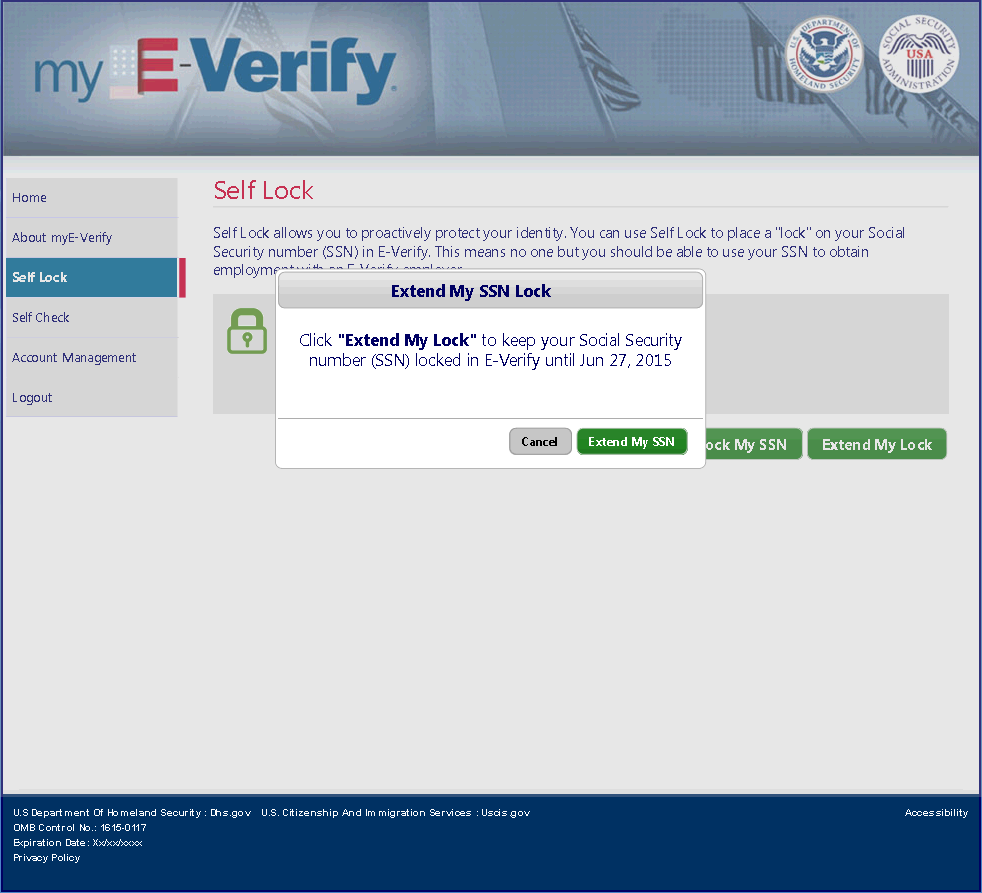 my E-Verify
U.S. DEPARTMENT OF HOMELAND SECURITY
SOCIAL SECURITY ADMINISTRATION
USA
Home
About myE-Verify
Self Lock
Self Check
Account Management
Logout
Self Lock
Self Lock allows you to proactively protect your identity. You can use Self Lock to place a "lock" on your Social
Security number (SSN) in E-Verify. This means no one but you should be able to use your SSN to obtain
employment with an E-Verify employer
Extend My SSN Lock
Click "Extend My Lock" to keep your Social Security
number (SSN) locked in E-Verify until Jun 27, 2015
Cancel
Extend My SSN
ock My SSN
Extend My Lock
U.S Department Of Homeland Security : Dhs.gov U.S. Citizenship And Immigration Services : Uscis.gov
Accessibility
OMB Control No.: 1615-0117
Expiration Date: Xx/xx/xxxx
Privacy Policy